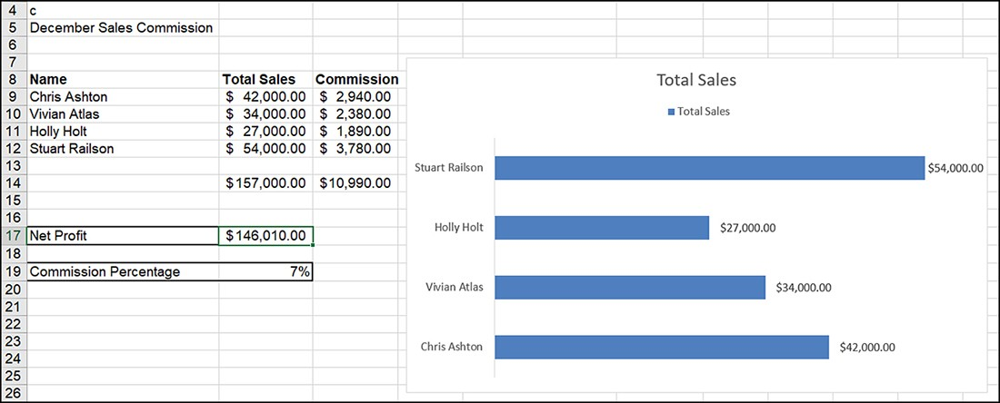 4 c
5 December Sales Commission
6
7
8 Name Total Sales Commission
9 Chris Ashton $ 42,000.00 $ 2,940.00
10 Vivian Atlas $ 34,000.00 $ 2,380.00
11 Holly Holt $ 27,000.00 $ 1,890.00
12 Stuart Railson $ 54,000.00 $ 3,780.00
13
14 $157,000.00 $10,990.00
15
16
17 Net Profit $146,010.00
18
19 Commission Percentage 7%
20
21
22
23
24
25
26
Total Sales
Total Sales
Stuart Railson $54,000.00
Holly Holt $27,000.00
Vivian Atlas $34,000.00
Chris Ashton $42,000.00